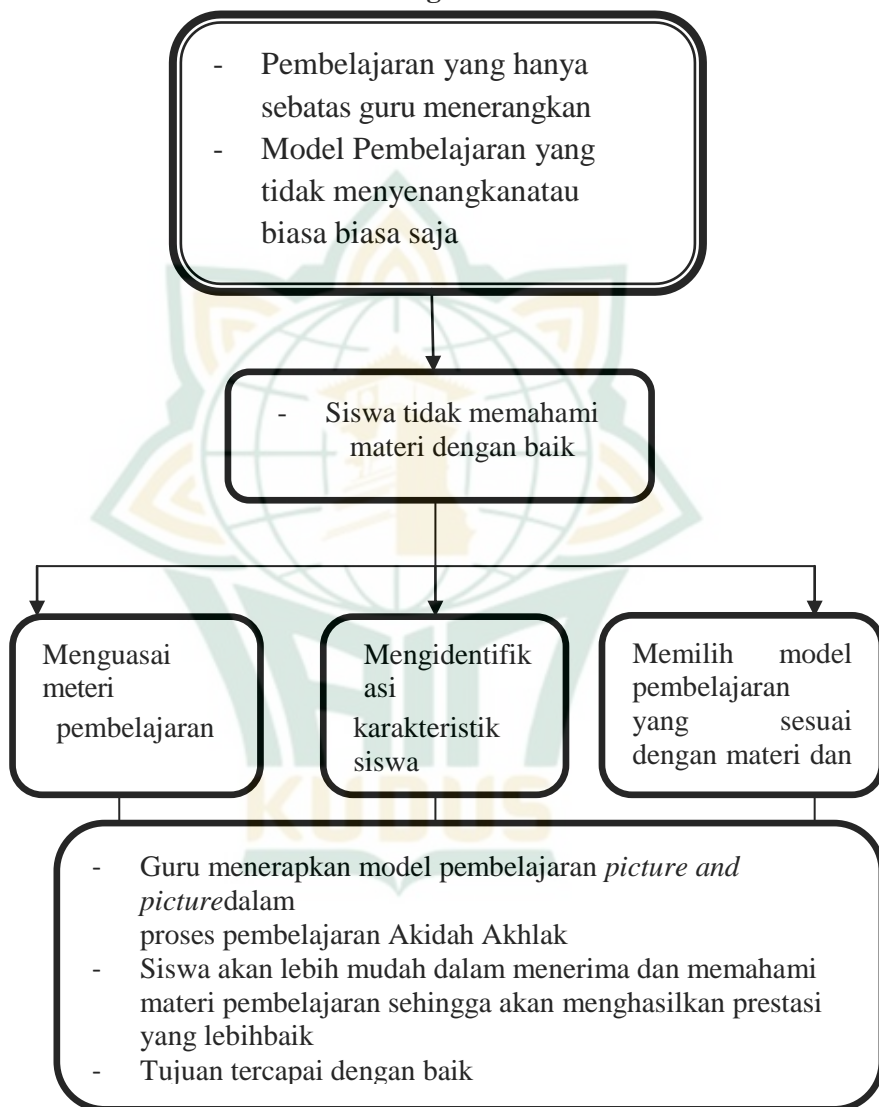 - Pembelajaran yang hanya
sebatas guru menerangkan
- Model Pembelajaran yang
tidak menyenangkanatau
biasa biasa saja
- Siswa tidak memahami
materi dengan baik
Menguasai
meteri
pembelajaran
Mengidentifik
asi
karakteristik
siswa
Memilih model
pembelajaran
yang sesuai
dengan materi dan
- Guru menerapkan model pembelajaran picture and
picturedalam
proses pembelajaran Akidah Akhlak
- Siswa akan lebih mudah dalam menerima dan memahami
materi pembelajaran sehingga akan menghasilkan prestasi
yang lebihbaik
- Tujuan tercapai dengan baik
IAIN
KUDUS